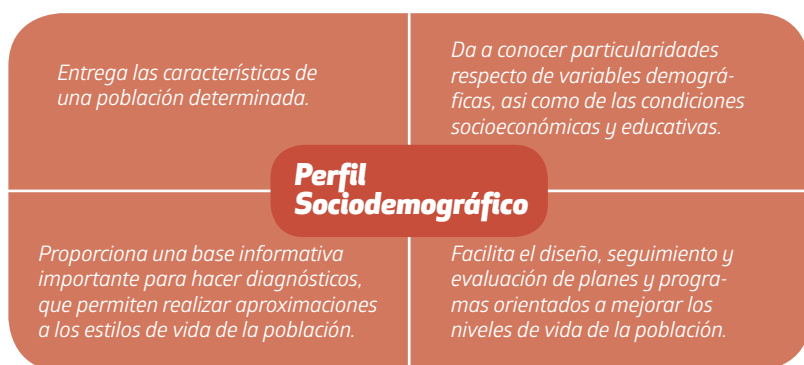 Entrega las características de
una población determinada.
Da a conocer particularidades
respecto de variables demográ-
ficas, asi como de las condiciones
socioeconómicas y educativas.
Perfil
Sociodemográfico
Proporciona una base informativa
importante para hacer diagnósticos,
que permiten realizar aproximaciones
a los estilos de vida de la población.
Facilita el diseño, seguimiento y
evaluación de planes y progra-
mas orientados a mejorar los
niveles de vida de la población.